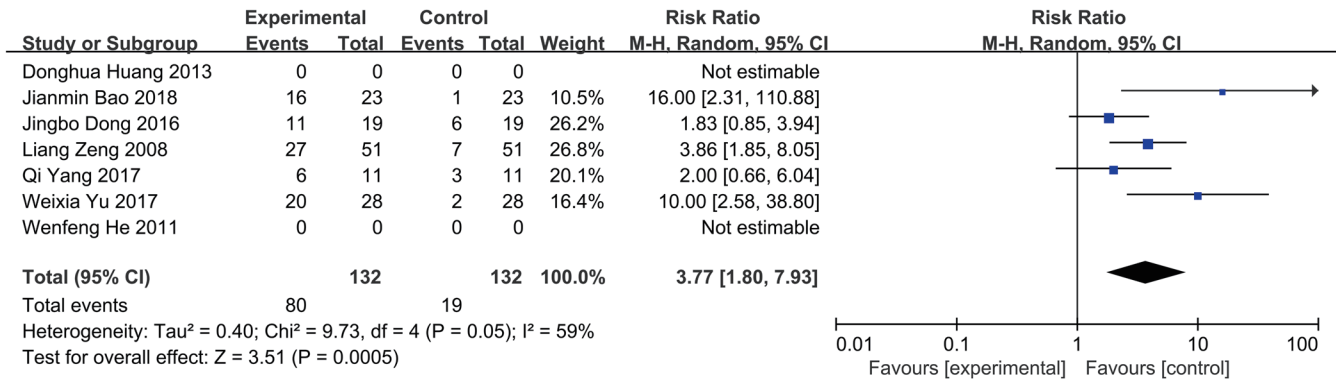 Experimental Control Risk Ratio Risk Ratio
Study or Subgroup Events Total Events Total Weight M-H, Random, 95% CI M-H, Random, 95% CI
Donghua Huang 2013 0 0 0 0 Not estimable
Jianmin Bao 2018 16 23 1 23 10.5% 16.00 [2.31, 110.88]
Jingbo Dong 2016 11 19 6 19 26.2% 1.83 [0.85, 3.94]
Liang Zeng 2008 27 51 7 51 26.8% 3.86 [1.85, 8.05]
Qi Yang 2017 6 11 3 11 20.1% 2.00 [0.66, 6.04]
Weixia Yu 2017 20 28 2 28 16.4% 10.00 [2.58, 38.80]
Wenfeng He 2011 0 0 0 0 Not estimable
Total (95% CI) 132 132 100.0% 3.77 [1.80, 7.93]
Total events 80 19
Heterogeneity: Tau² = 0.40; Chi² = 9.73, df = 4 (P = 0.05); I² = 59%
Test for overall effect: Z = 3.51 (P = 0.0005)
0.01 0.1 1 10 100
Favours [experimental] Favours [control]